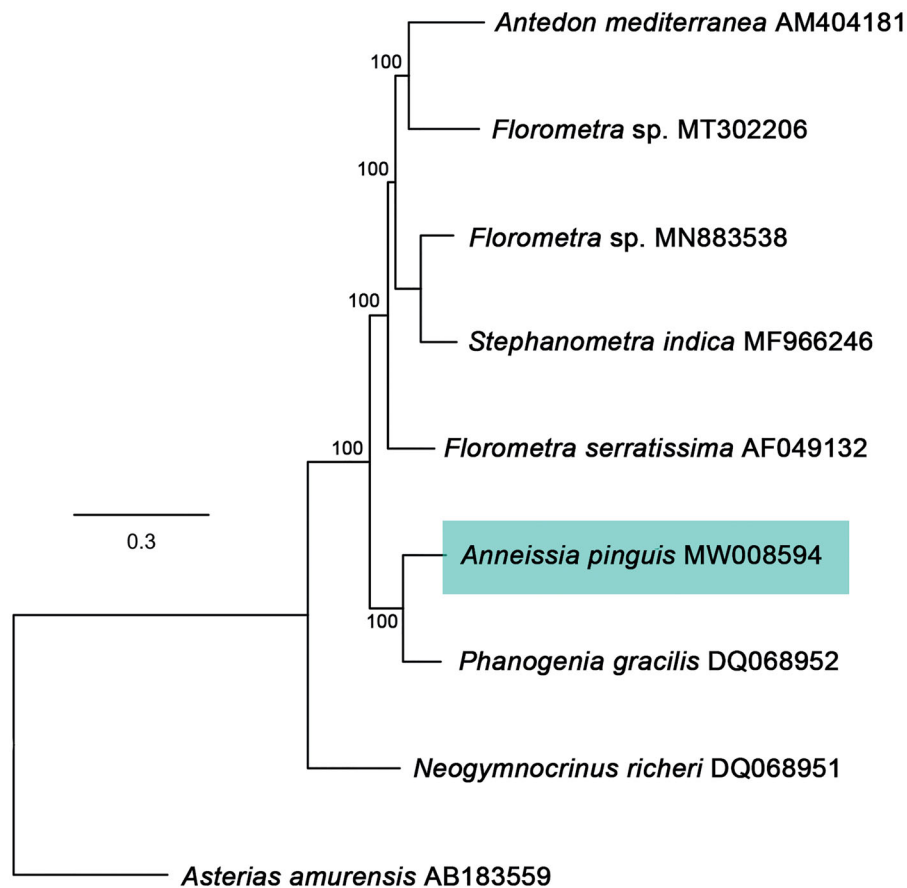 Antedon mediterranea AM404181
100
Florometra sp. MT302206
100
Florometra sp. MN883538
100
Stephanometra indica MF966246
100
Florometra serratissima AF049132
0.3
Anneissia pinguis MW008594
100
Phanogenia gracilis DQ068952
Neogymnocrinus richeri DQ068951
Asterias amurensis AB183559